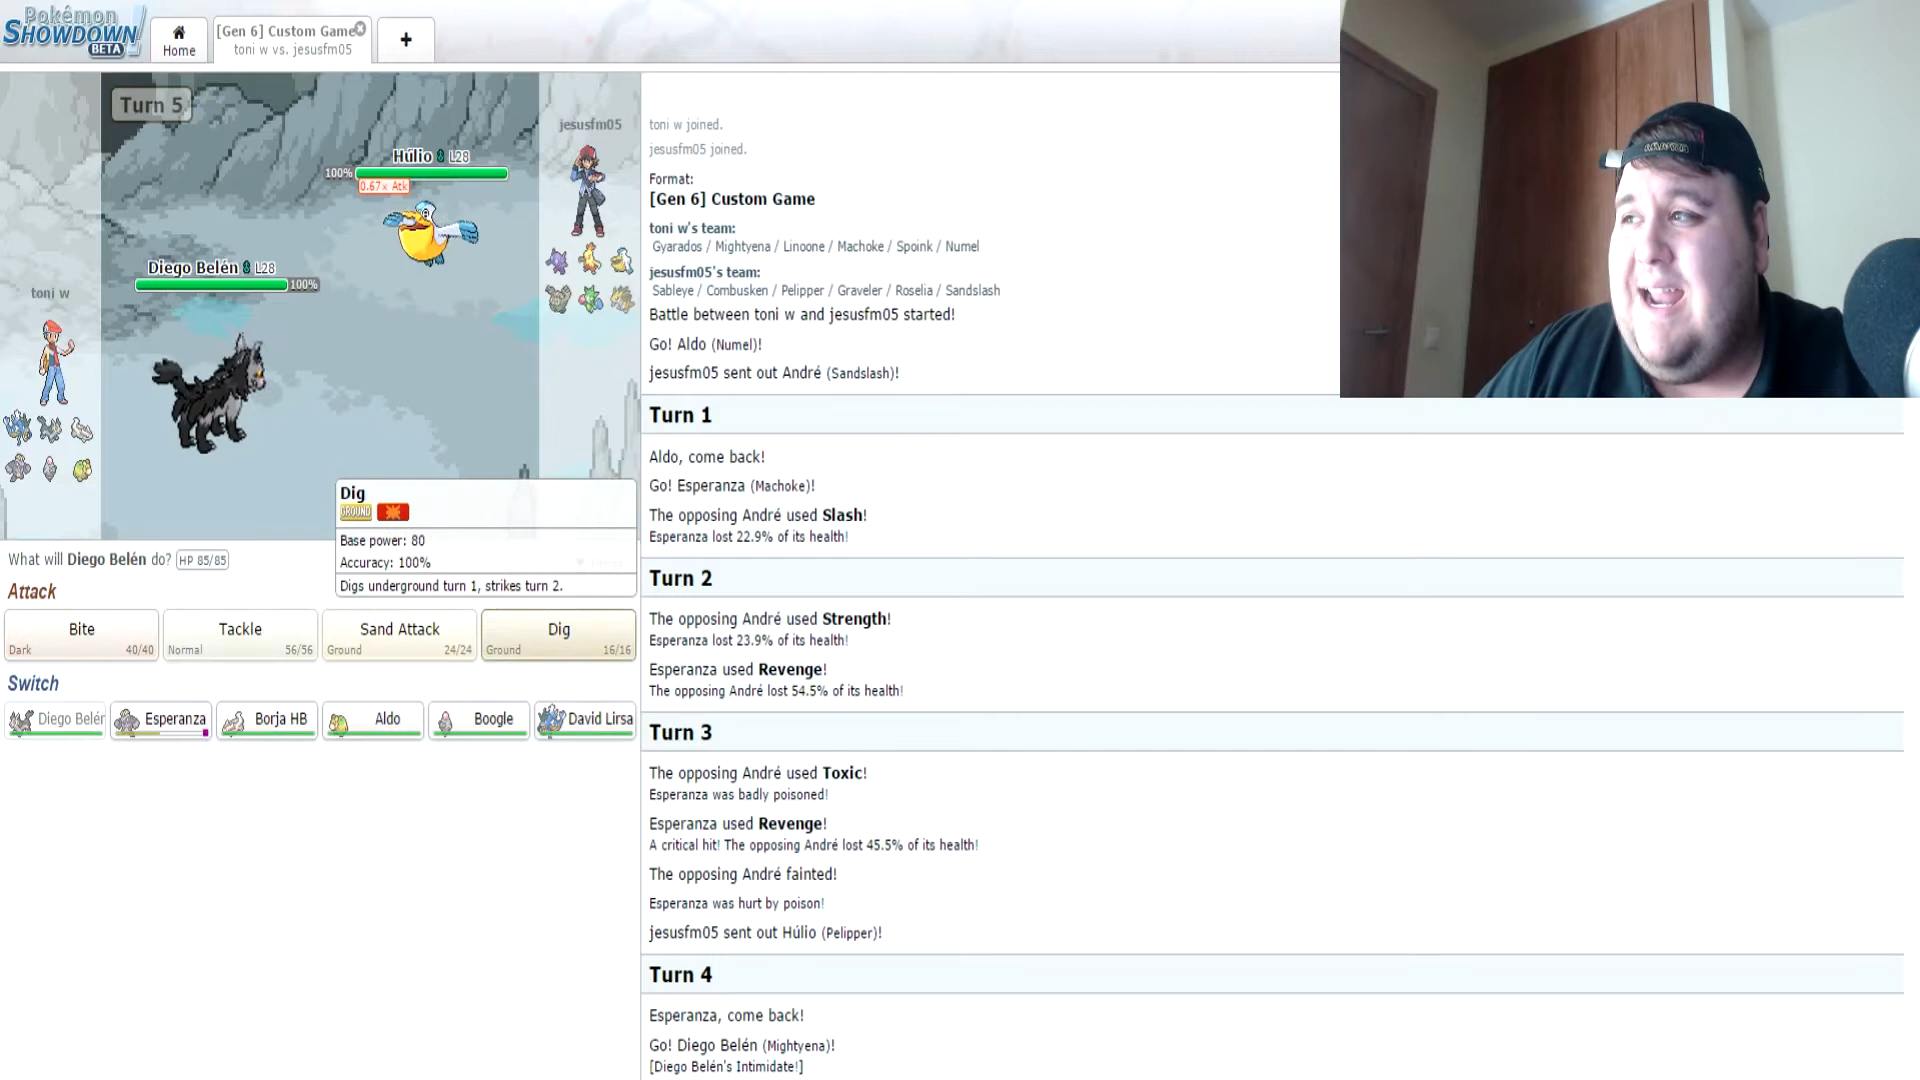 Pokémon
SHOWDOWN!
BETA
Home
[Gen 6] Custom Game
toni w vs. jesusfm05
+
Turn 5
jesusfm05
Húlio L28
100%
0.67x Atk
Diego Belén L28
100%
toni w
Dig
GROUND
Base power: 80
Accuracy: 100%
Digs underground turn 1, strikes turn 2.
What will Diego Belén do? HP 85/85
Attack
Bite
Dark 40/40
Tackle
Normal 56/56
Sand Attack
Ground 24/24
Dig
Ground 16/16
Switch
Diego Belén
Esperanza
Borja HB
Aldo
Boogle
David Lirsa
toni w joined.
jesusfm05 joined.
Format:
[Gen 6] Custom Game
toni w's team:
Gyarados / Mightyena / Linoone / Machoke / Spoink / Numel
jesusfm05's team:
Sableye / Combusken / Pelipper / Graveler / Roselia / Sandslash
Battle between toni w and jesusfm05 started!
Go! Aldo (Numel)!
jesusfm05 sent out André (Sandslash)!
Turn 1
Aldo, come back!
Go! Esperanza (Machoke)!
The opposing André used Slash!
Esperanza lost 22.9% of its health!
Turn 2
The opposing André used Strength!
Esperanza lost 23.9% of its health!
Esperanza used Revenge!
The opposing André lost 54.5% of its health!
Turn 3
The opposing André used Toxic!
Esperanza was badly poisoned!
Esperanza used Revenge!
A critical hit! The opposing André lost 45.5% of its health!
The opposing André fainted!
Esperanza was hurt by poison!
jesusfm05 sent out Húlio (Pelipper)!
Turn 4
Esperanza, come back!
Go! Diego Belén (Mightyena)!
[Diego Belén's Intimidate!]